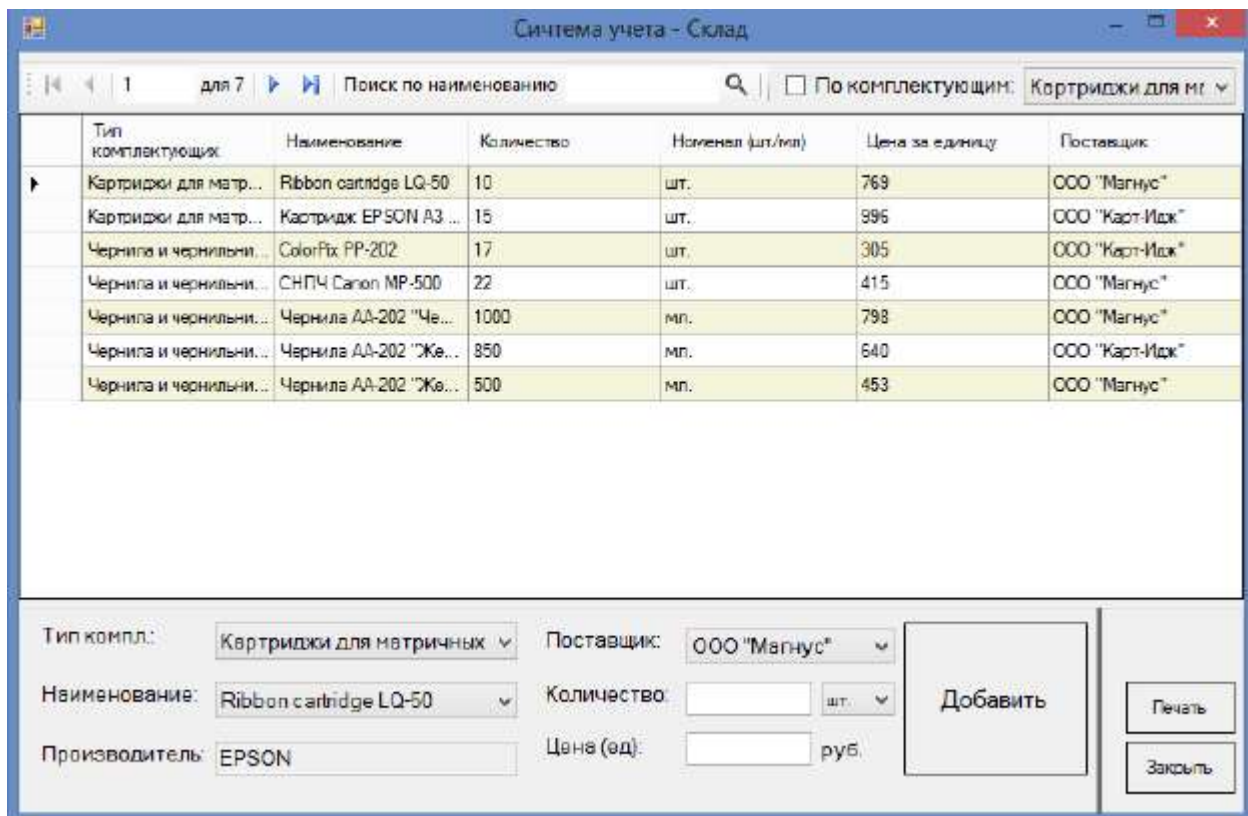 Сичтема учета - Склад
1 для 7 Поиск по наименованию По комплектующим: Картриджи для мг
Тип комплектующих Наименование Количество Номенал (шт/мл) Цена за единицу Поставщик
Картриджи для матр... Ribbon cartridge LQ-50 10 шт. 769 ООО "Магнус"
Картриджи для матр... Картридж EPSON A3 ... 15 шт. 996 ООО "Карт-Идж"
Чернила и чернильни... ColorPix PP-202 17 шт. 305 ООО "Карт-Идж"
Чернила и чернильни... СНПЧ Canon MP-500 22 шт. 415 ООО "Магнус"
Чернила и чернильни... Чернила AA-202 "Че... 1000 мл. 798 ООО "Магнус"
Чернила и чернильни... Чернила AA-202 "Же... 850 мл. 640 ООО "Карт-Идж"
Чернила и чернильни... Чернила AA-202 "Же... 500 мл. 453 ООО "Магнус"
Тип компл.: Картриджи для матричных Поставщик: ООО "Магнус" Добавить
Наименование: Ribbon cartridge LQ-50 Количество: шт. Печать
Производитель: EPSON Цена (ед): руб. Закрыть